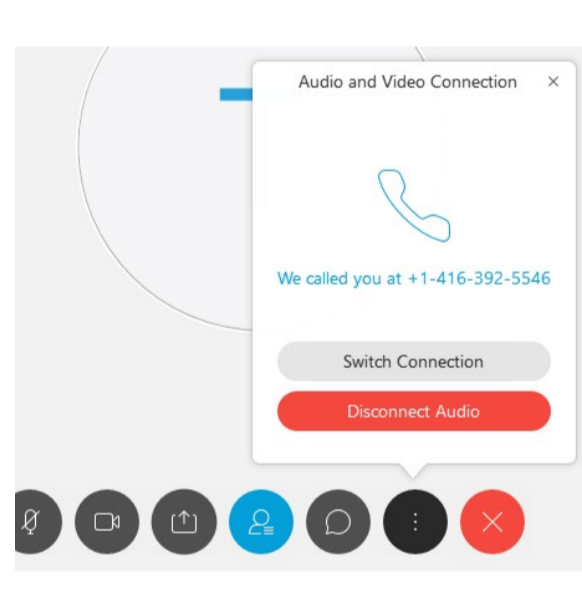 Audio and Video Connection
We called you at +1-416-392-5546
Switch Connection
Disconnect Audio